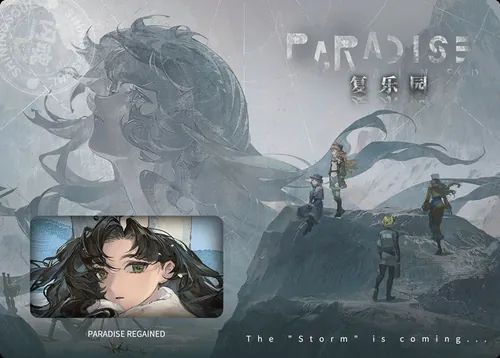 PARADISE
复乐园
PARADISE REGAINED
The "Storm" is coming...